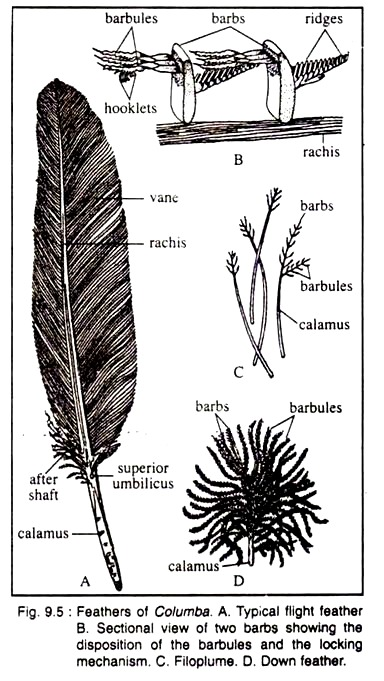 barbules barbs ridges
hooklets
rachis
B
vane
rachis
barbs
barbules
calamus
C
after
shaft
superior
umbilicus
calamus
A
barbs barbules
calamus
D
Fig. 9.5 : Feathers of Columba. A. Typical flight feather
B. Sectional view of two barbs showing the
disposition of the barbules and the locking
mechanism. C. Filoplume. D. Down feather.